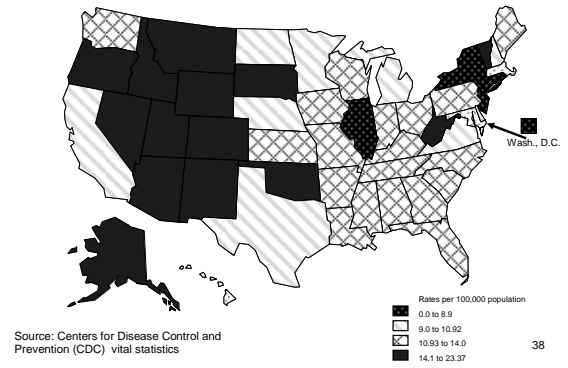 Wash., D.C.
Rates per 100,000 population
0.0 to 8.9
9.0 to 10.92
10.93 to 14.0
14.1 to 23.37
Source: Centers for Disease Control and
Prevention (CDC) vital statistics
38